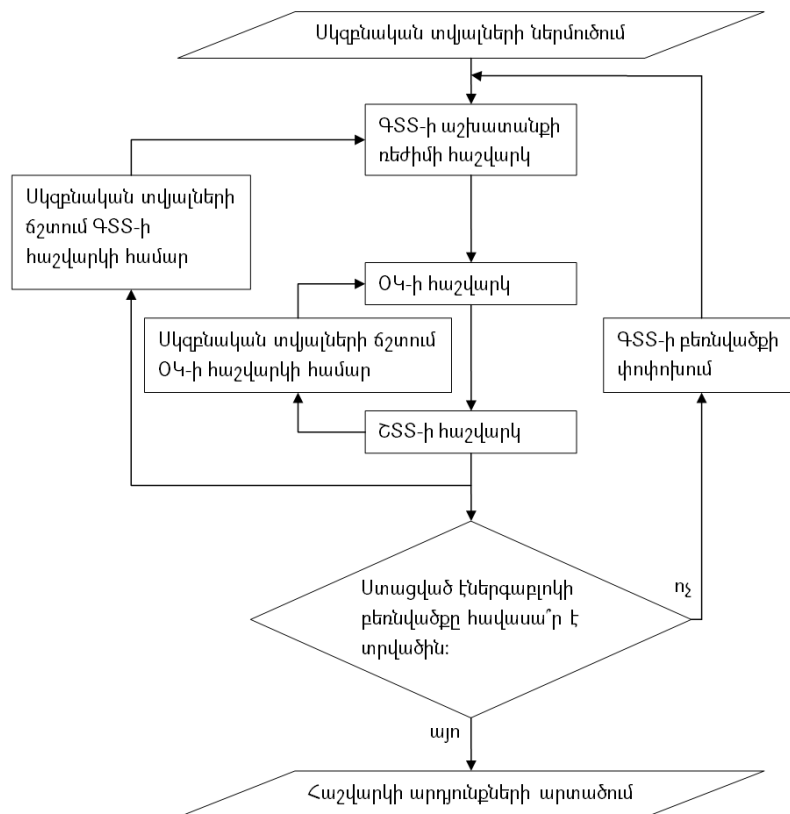 Սկզբնական տվյալների ներմուծում
ԳՏՏ-ի աշխատանքի
ռեժիմի հաշվարկ
Սկզբնական տվյալների
ճշտում ԳՏՏ-ի
հաշվարկի համար
ՕԿ-ի հաշվարկ
Սկզբնական տվյալների ճշտում
ՕԿ-ի հաշվարկի համար
ԳՏՏ-ի բեռնվածքի
փոփոխում
ՇՏՏ-ի հաշվարկ
Ստացված էներգաբլոկի
բեռնվածքը հավասա՞ր է
տրվածին։
ոչ
այո
Հաշվարկի արդյունքների արտածում